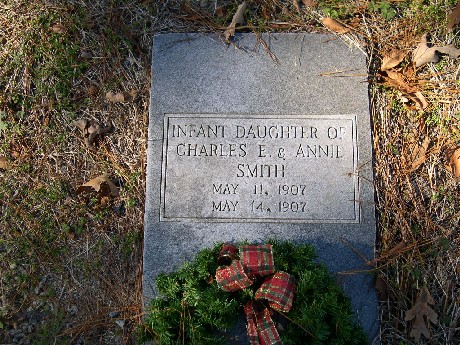 INFANT DAUGHTER OF
CHARLES E. & ANNIE
SMITH
MAY 11, 1907
MAY 14, 1907